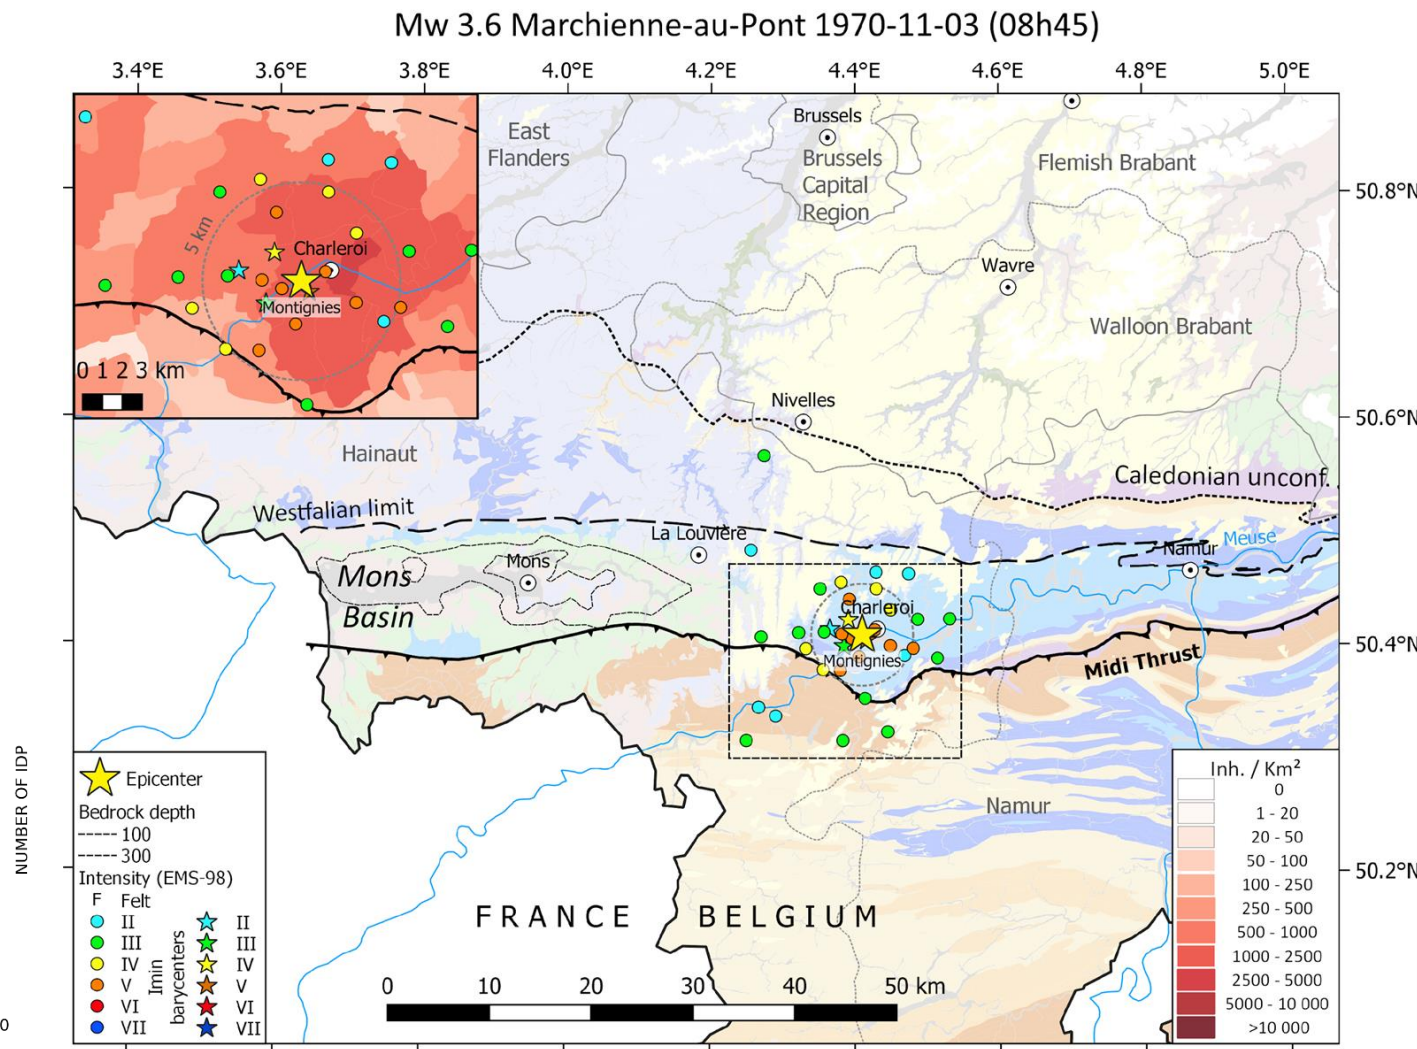 Mw 3.6 Marchienne-au-Pont 1970-11-03 (08h45)
3.4°E 3.6°E 3.8°E 4.0°E 4.2°E 4.4°E 4.6°E 4.8°E 5.0°E
5 km
Charleroi
Montignies
0 1 2 3 km
East
Flanders
Brussels
Brussels
Capital
Region
Flemish Brabant
50.8°N
Wavre
Walloon Brabant
Nivelles
50.6°N
Hainaut
Caledonian unconf.
Westfalian limit
La Louvière
Namur
Meuse
Mons
Mons
Basin
Charleroi
Montignies
50.4°N
Midi Thrust
Namur
50.2°N
FRANCE
BELGIUM
0 10 20 30 40 50 km
NUMBER OF IDP
0
Epicenter
Bedrock depth
100
300
Intensity (EMS-98)
F Felt
II II
III III
IV IV
V V
VI VI
VII VII
Imin
barycenters
Inh. / Km²
0
1 - 20
20 - 50
50 - 100
100 - 250
250 - 500
500 - 1000
1000 - 2500
2500 - 5000
5000 - 10 000
>10 000